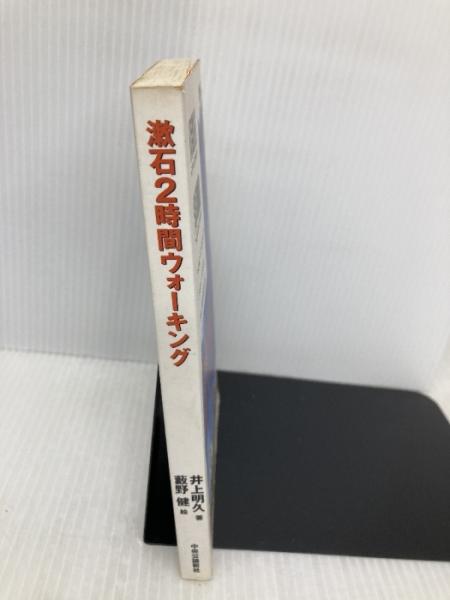 漱石2時間ウォーキング
井上明久 著
藪野 健 絵
中央公論新社